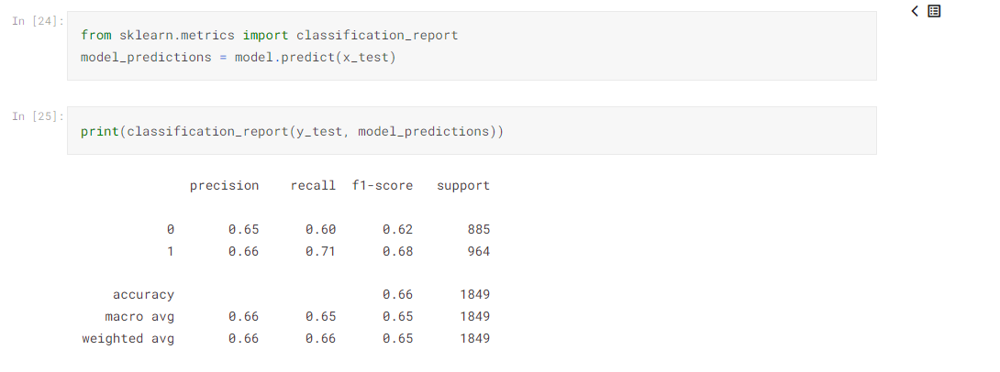 In [24]:
from sklearn.metrics import classification_report
model_predictions = model.predict(x_test)
In [25]:
print(classification_report(y_test, model_predictions))
precision recall f1-score support
0 0.65 0.60 0.62 885
1 0.66 0.71 0.68 964
accuracy 0.66 1849
macro avg 0.66 0.65 0.65 1849
weighted avg 0.66 0.66 0.65 1849